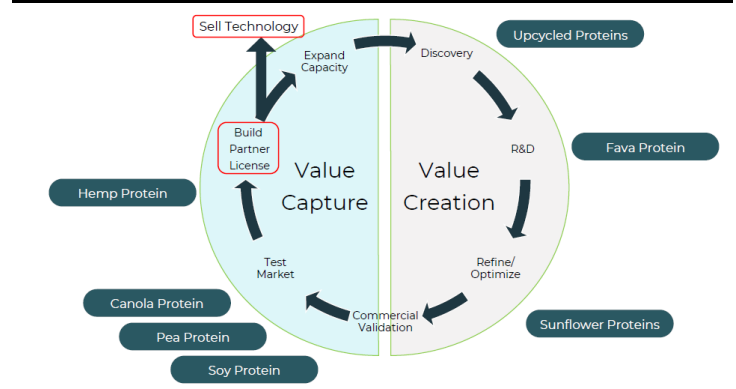 Sell Technology
Expand
Capacity
Discovery
Upcycled Proteins
Build
Partner
License
R&D
Fava Protein
Value
Capture
Value
Creation
Hemp Protein
Test
Market
Refine/
Optimize
Canola Protein
Commercial
Validation
Sunflower Proteins
Pea Protein
Soy Protein